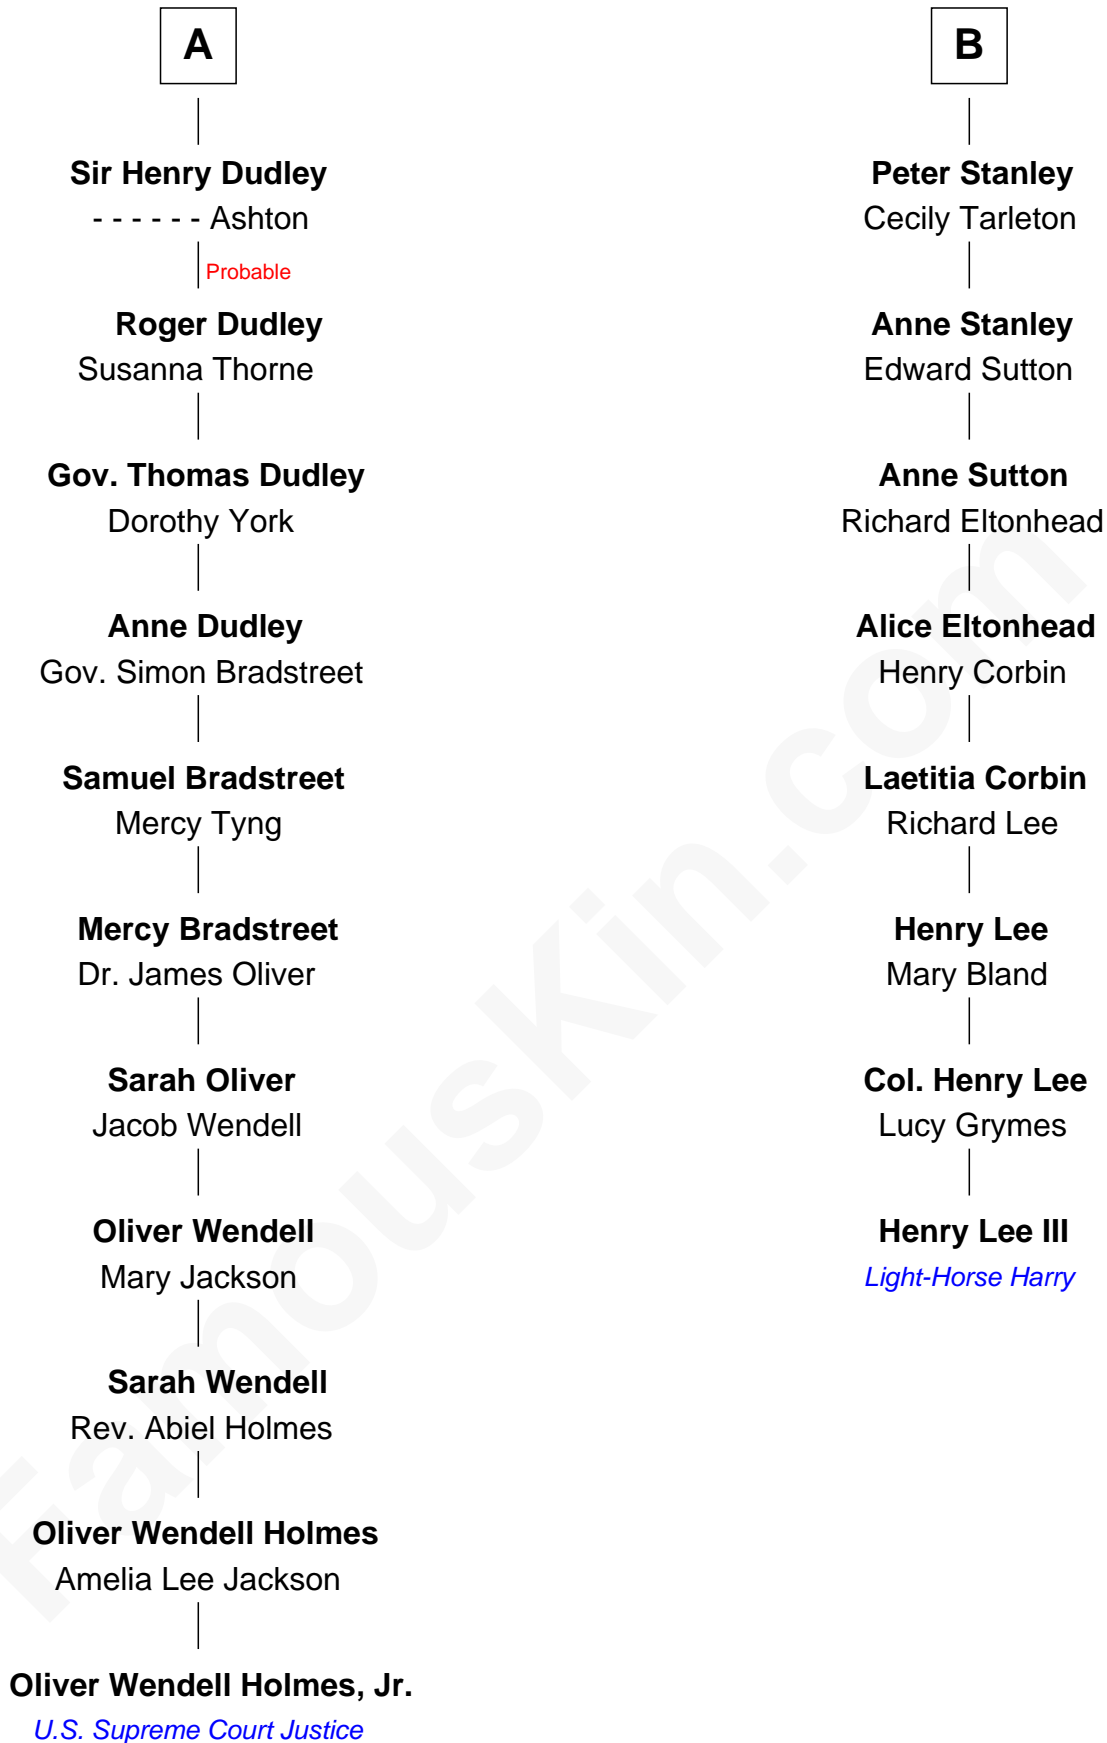 A
Sir Henry Dudley
- - - - - - Ashton
Probable
Roger Dudley
Susanna Thorne
Gov. Thomas Dudley
Dorothy York
Anne Dudley
Gov. Simon Bradstreet
Samuel Bradstreet
Mercy Tyng
Mercy Bradstreet
Dr. James Oliver
Sarah Oliver
Jacob Wendell
Oliver Wendell
Mary Jackson
Sarah Wendell
Rev. Abiel Holmes
Oliver Wendell Holmes
Amelia Lee Jackson
Oliver Wendell Holmes, Jr.
U.S. Supreme Court Justice
B
Peter Stanley
Cecily Tarleton
Anne Stanley
Edward Sutton
Anne Sutton
Richard Eltonhead
Alice Eltonhead
Henry Corbin
Laetitia Corbin
Richard Lee
Henry Lee
Mary Bland
Col. Henry Lee
Lucy Grymes
Henry Lee III
Light-Horse Harry
FamousKin.com